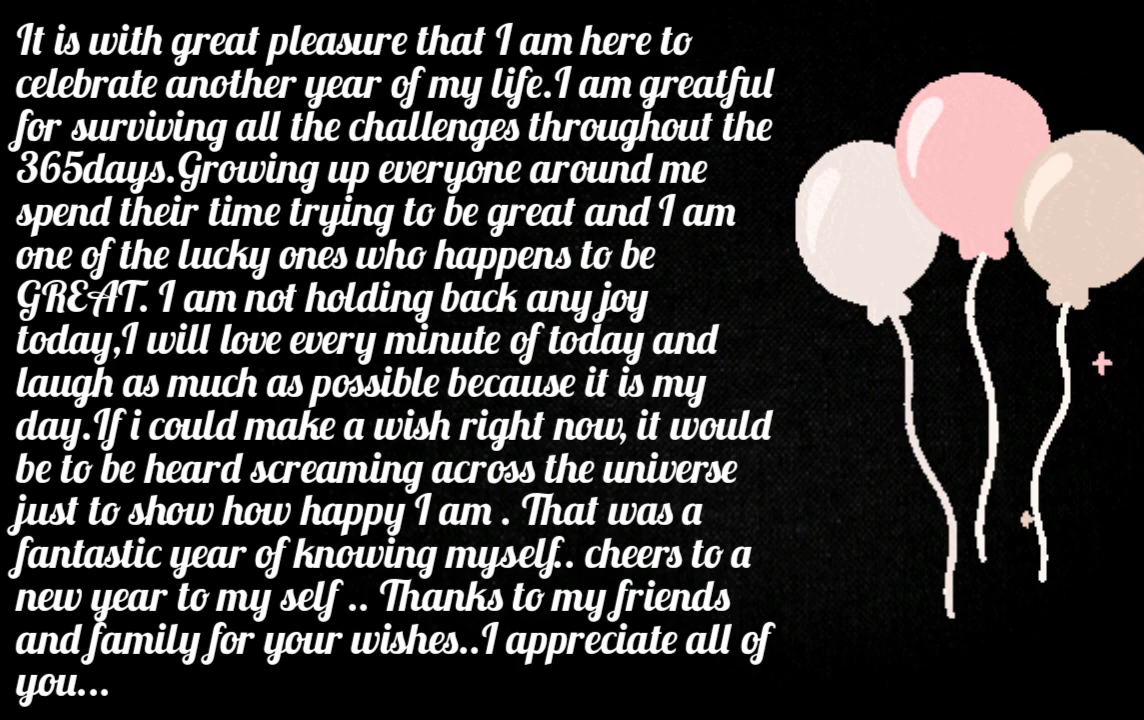 It is with great pleasure that I am here to
celebrate another year of my life.I am greatful
for surviving all the challenges throughout the
365days.Growing up everyone around me
spend their time trying to be great and I am
one of the lucky ones who happens to be
GREAT. I am not holding back any joy
today,I will love every minute of today and
laugh as much as possible because it is my
day.If i could make a wish right now, it would
be to be heard screaming across the universe
just to show how happy I am . That was a
fantastic year of knowing myself.. cheers to a
new year to my self .. Thanks to my friends
and family for your wishes..I appreciate all of
you...